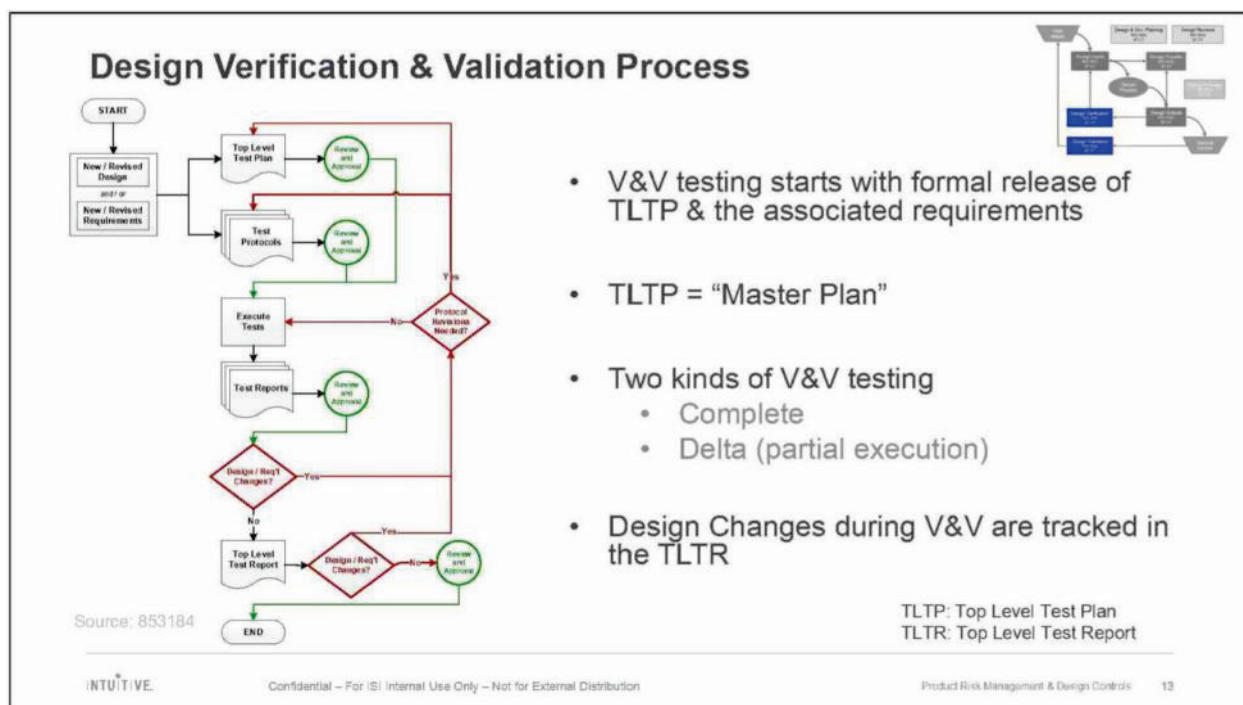 Design Verification & Validation Process
START
New / Revised
Design
and / or
New / Revised
Requirements
Top Level
Test Plan
Review
and
Approval
Test
Protocols
Review
and
Approval
Yes
Execute
Tests
No
Protocol
Revisions
Needed?
Test Reports
Review
and
Approval
Design / Req't
Changes?
Yes
No
Yes
Top Level
Test Report
Design / Req't
Changes?
No
Review
and
Approval
END
Source: 853184
• V&V testing starts with formal release of
TLTP & the associated requirements
• TLTP = “Master Plan”
• Two kinds of V&V testing
• Complete
• Delta (partial execution)
• Design Changes during V&V are tracked in
the TLTR
TLTP: Top Level Test Plan
TLTR: Top Level Test Report
INTUITIVE.
Confidential – For ISI Internal Use Only – Not for External Distribution
Product Risk Management & Design Controls 13